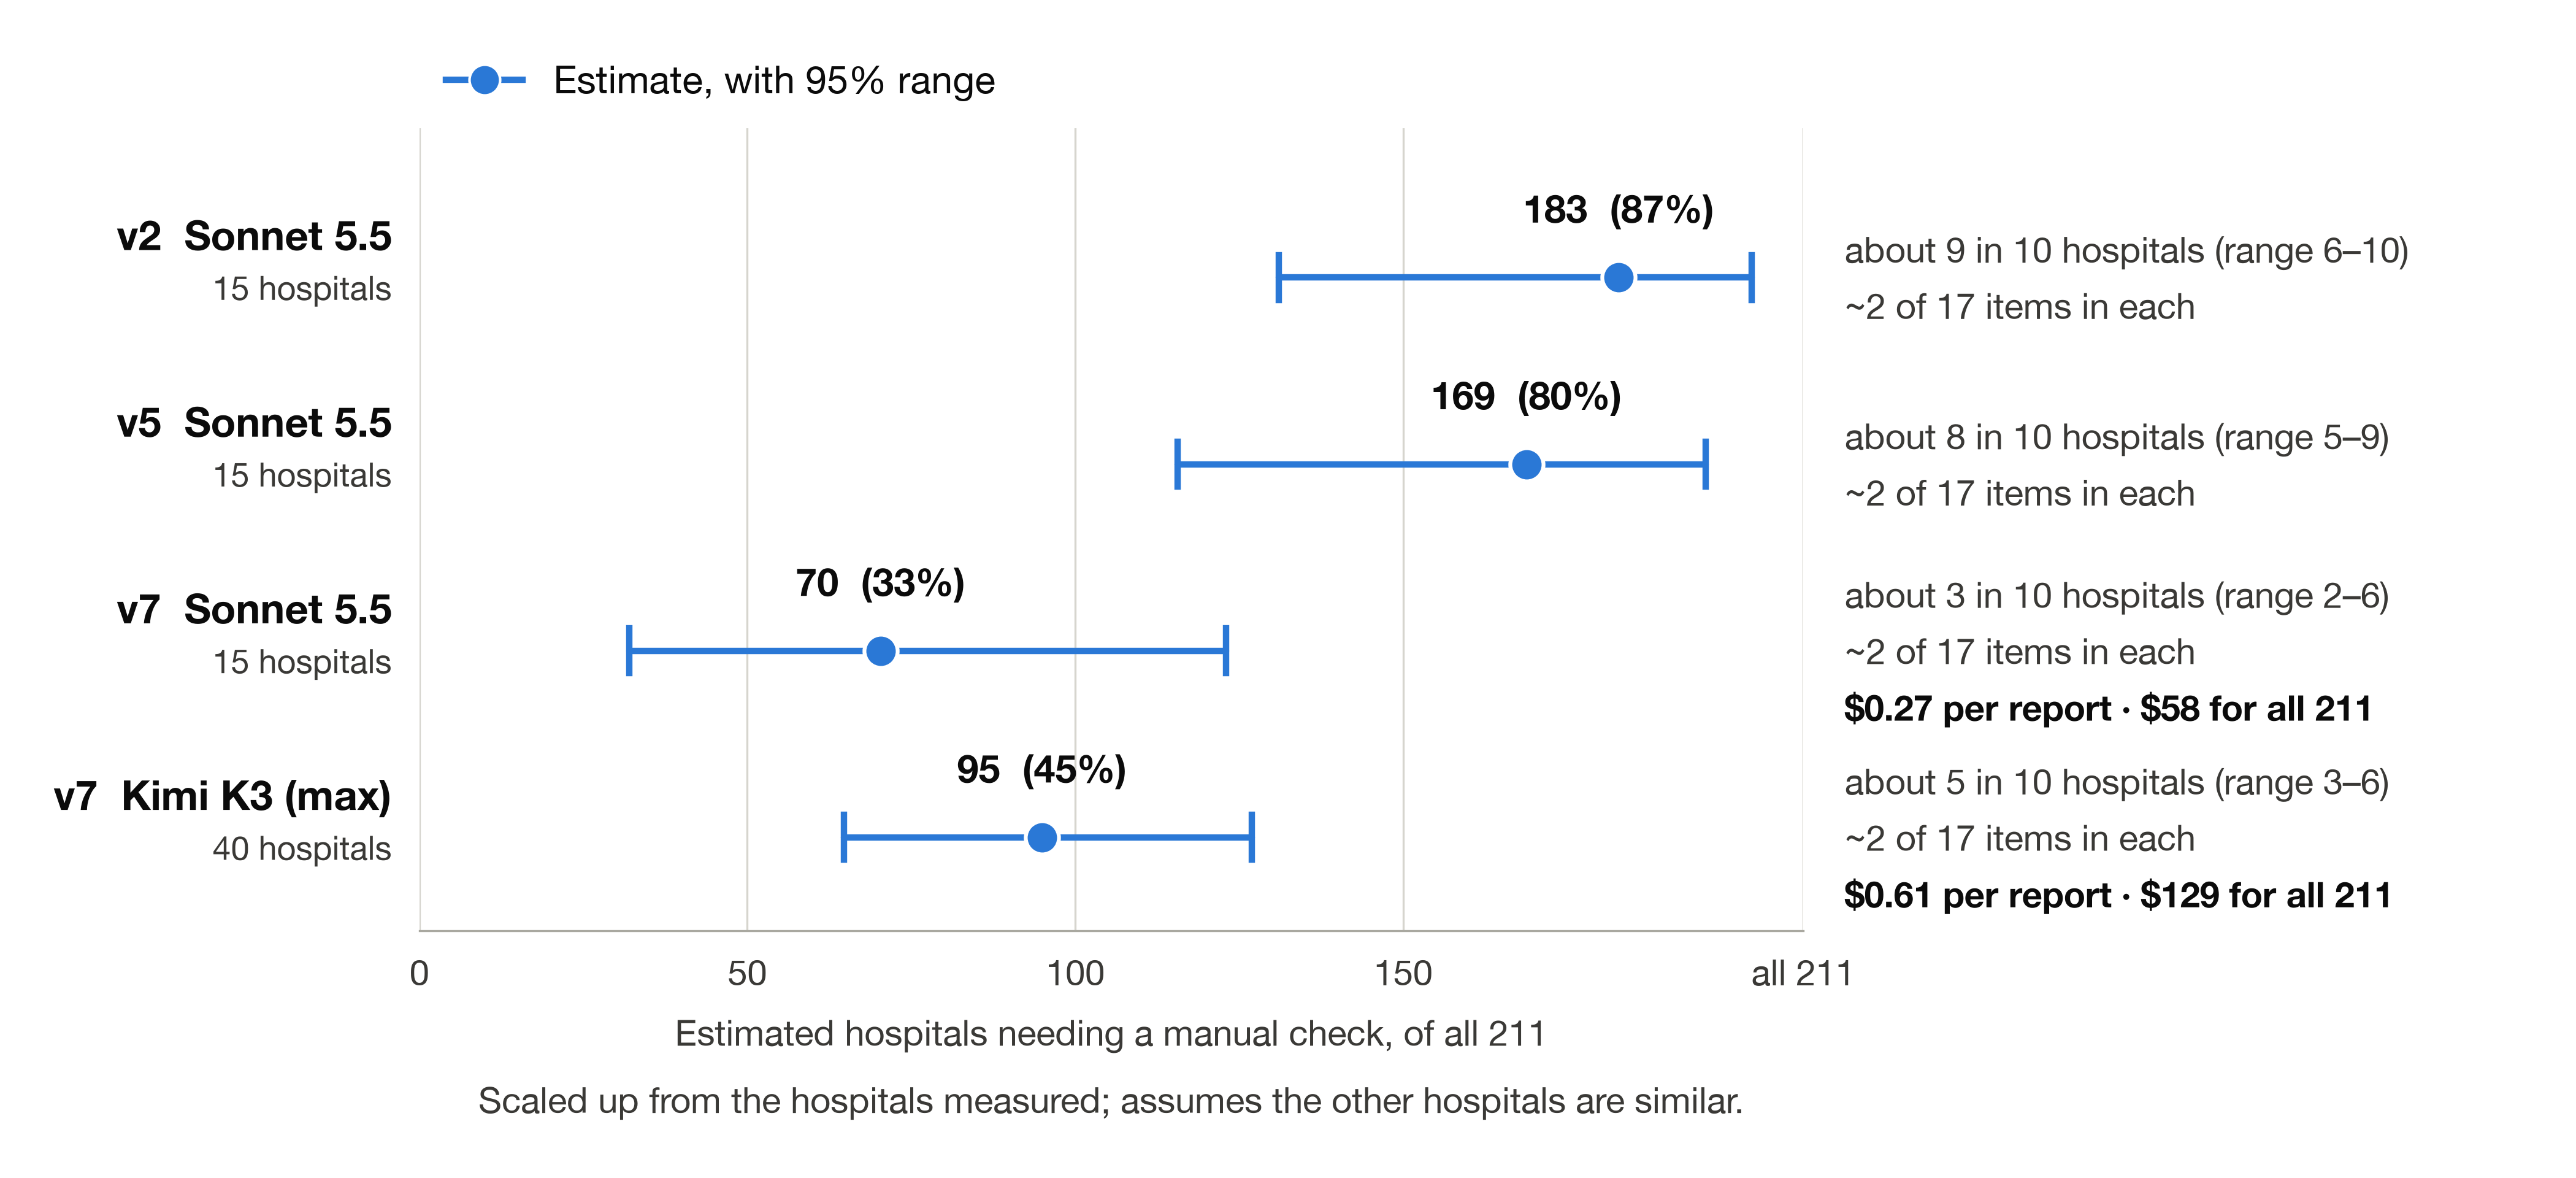 Estimate, with 95% range
v2 Sonnet 5.5
15 hospitals
183 (87%)
about 9 in 10 hospitals (range 6–10)
~2 of 17 items in each
v5 Sonnet 5.5
15 hospitals
169 (80%)
about 8 in 10 hospitals (range 5–9)
~2 of 17 items in each
v7 Sonnet 5.5
15 hospitals
70 (33%)
about 3 in 10 hospitals (range 2–6)
~2 of 17 items in each
$0.27 per report · $58 for all 211
v7 Kimi K3 (max)
40 hospitals
95 (45%)
about 5 in 10 hospitals (range 3–6)
~2 of 17 items in each
$0.61 per report · $129 for all 211
0 50 100 150 all 211
Estimated hospitals needing a manual check, of all 211
Scaled up from the hospitals measured; assumes the other hospitals are similar.